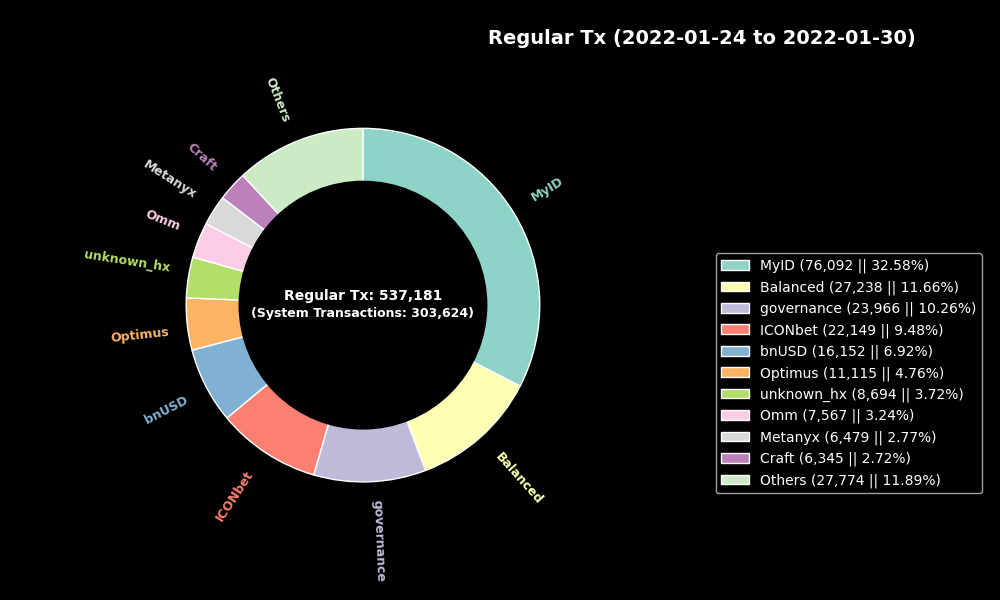 Regular Tx (2022-01-24 to 2022-01-30)
Others
Craft
Metanyx
Omm
unknown_hx
Optimus
bnUSD
ICONbet
governance
Balanced
MyID
Regular Tx: 537,181
(System Transactions: 303,624)
MyID (76,092 || 32.58%)
Balanced (27,238 || 11.66%)
governance (23,966 || 10.26%)
ICONbet (22,149 || 9.48%)
bnUSD (16,152 || 6.92%)
Optimus (11,115 || 4.76%)
unknown_hx (8,694 || 3.72%)
Omm (7,567 || 3.24%)
Metanyx (6,479 || 2.77%)
Craft (6,345 || 2.72%)
Others (27,774 || 11.89%)